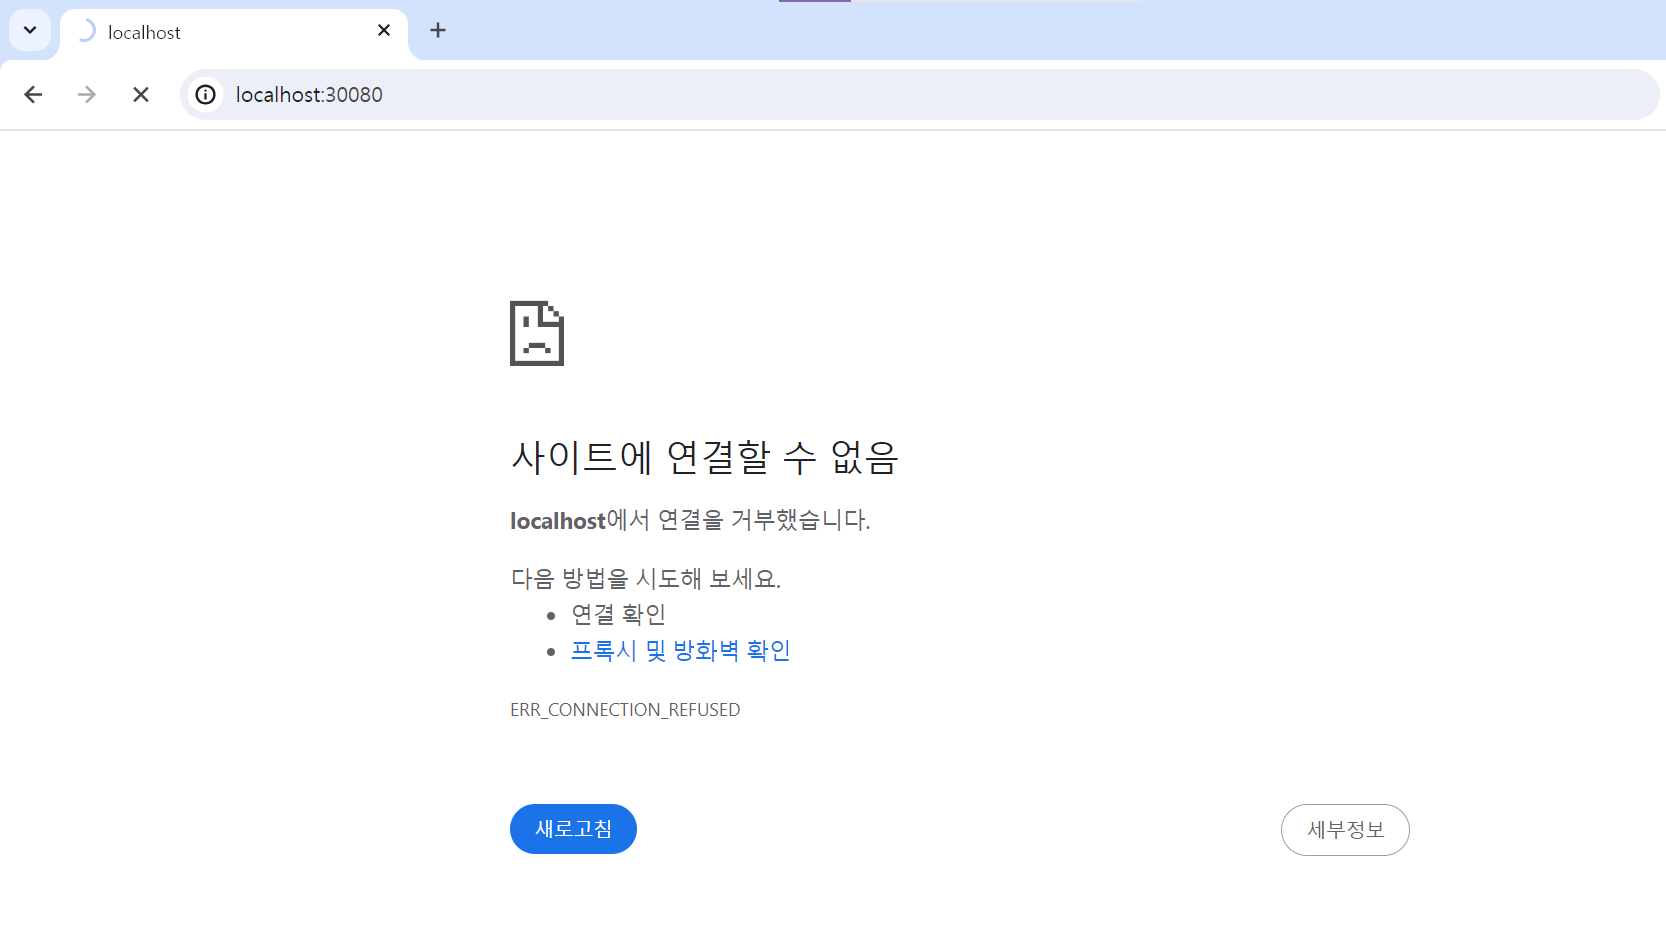 localhost
localhost:30080
사이트에 연결할 수 없음
localhost에서 연결을 거부했습니다.
다음 방법을 시도해 보세요.
연결 확인
프록시 및 방화벽 확인
ERR_CONNECTION_REFUSED
새로고침
세부정보